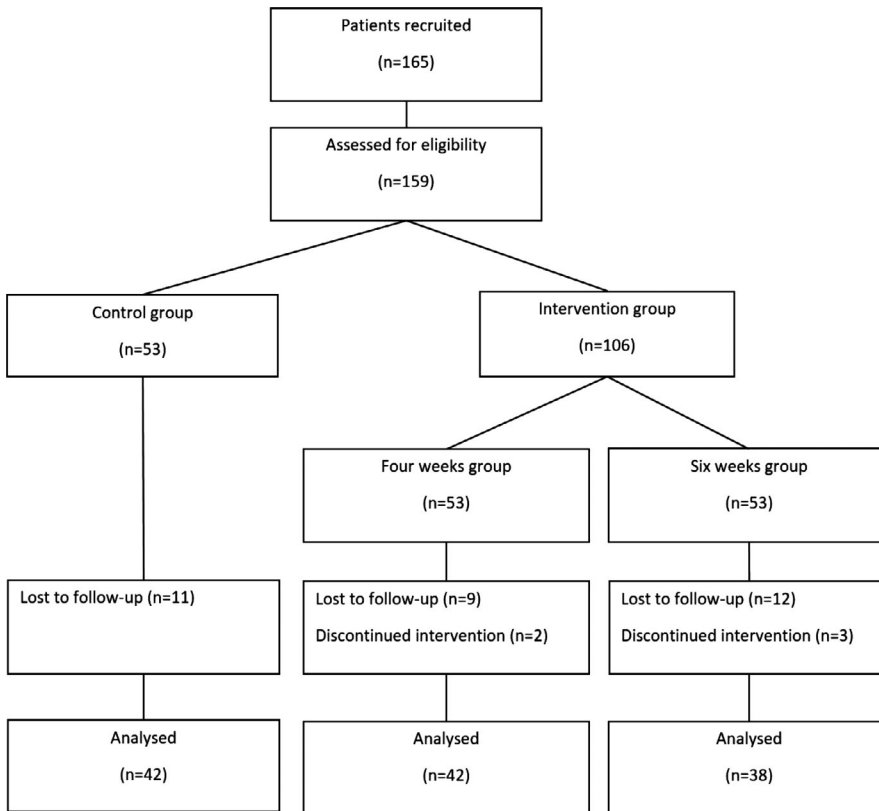 Patients recruited
(n=165)
Assessed for eligibility
(n=159)
Control group
(n=53)
Intervention group
(n=106)
Four weeks group
(n=53)
Six weeks group
(n=53)
Lost to follow-up (n=11)
Lost to follow-up (n=9)
Discontinued intervention (n=2)
Lost to follow-up (n=12)
Discontinued intervention (n=3)
Analysed
(n=42)
Analysed
(n=42)
Analysed
(n=38)